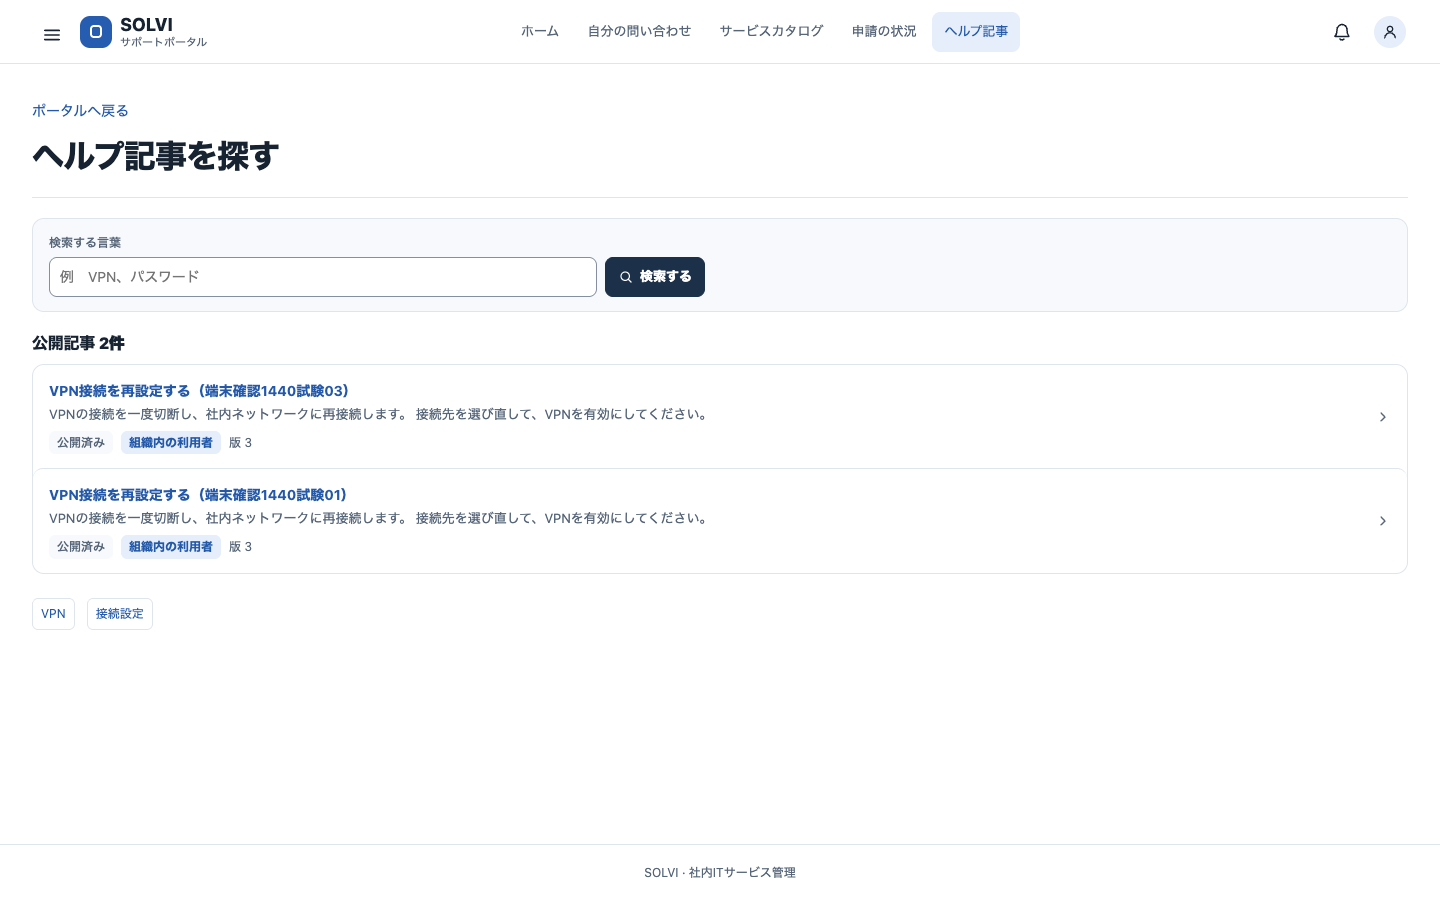 SOLVI
サポートポータル
ホーム
自分の問い合わせ
サービスカタログ
申請の状況
ヘルプ記事
ポータルへ戻る
ヘルプ記事を探す
検索する言葉
例　VPN、パスワード
検索する
公開記事 2件
VPN接続を再設定する（端末確認1440試験03）
VPNの接続を一度切断し、社内ネットワークに再接続します。 接続先を選び直して、VPNを有効にしてください。
公開済み 組織内の利用者 版 3
VPN接続を再設定する（端末確認1440試験01）
VPNの接続を一度切断し、社内ネットワークに再接続します。 接続先を選び直して、VPNを有効にしてください。
公開済み 組織内の利用者 版 3
VPN 接続設定
SOLVI · 社内ITサービス管理